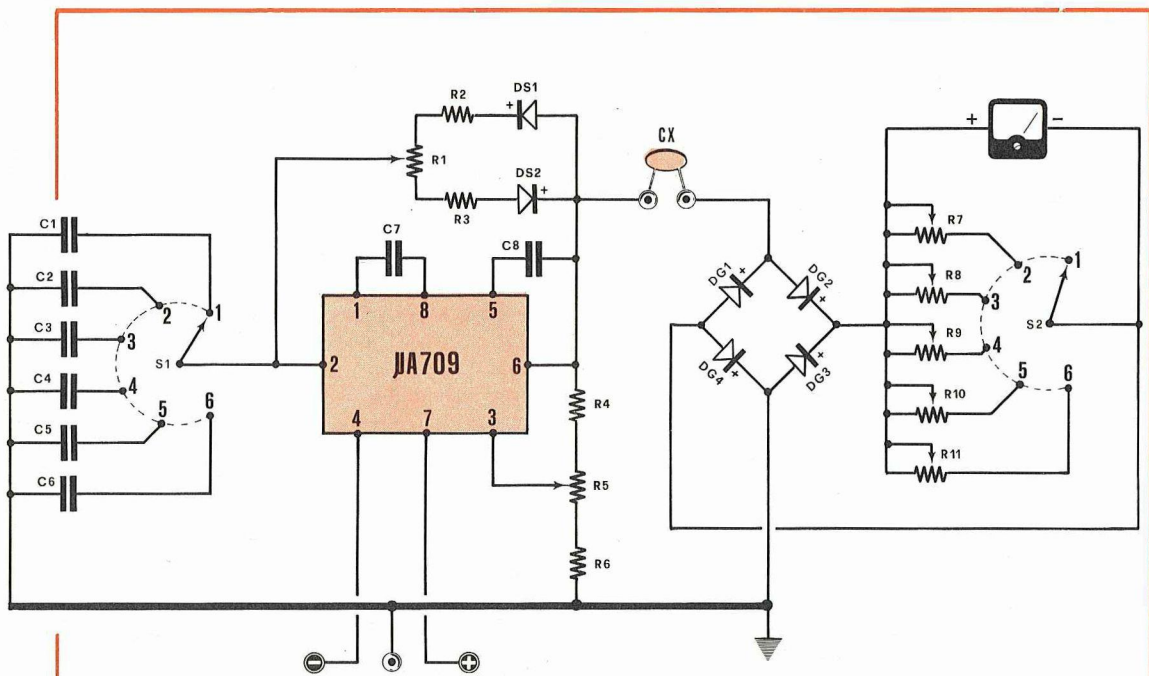 DS1
R2
+
R1
CX
+
−
DS2
+
R3
C1
C7
C8
R7
C2
1
8
5
DG1
+
DG2
+
2
1
2
1
R8
C3
3
3
S2
S1
2
µA709
6
R9
C4
4
4
DG4
+
DG3
+
R4
5
6
R10
5
6
C5
4
7
3
R11
C6
R5
R6
−
+